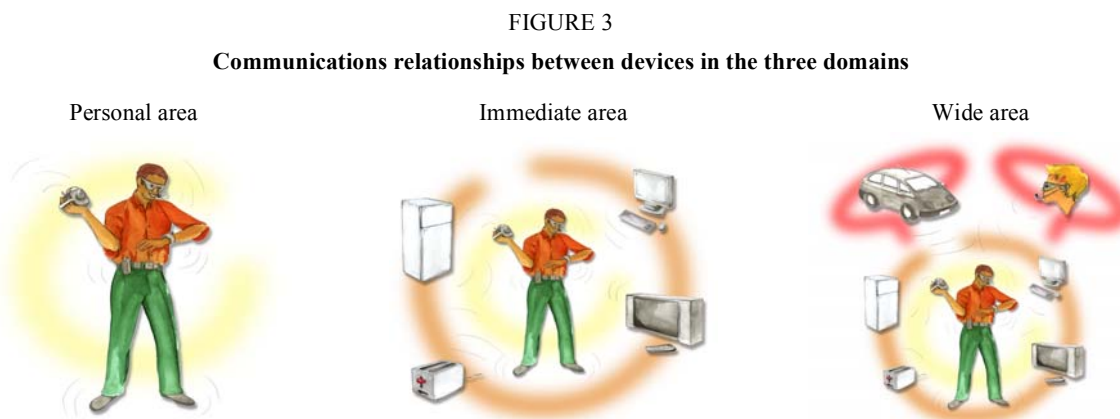 FIGURE 3
Communications relationships between devices in the three domains
Personal area
Immediate area
Wide area